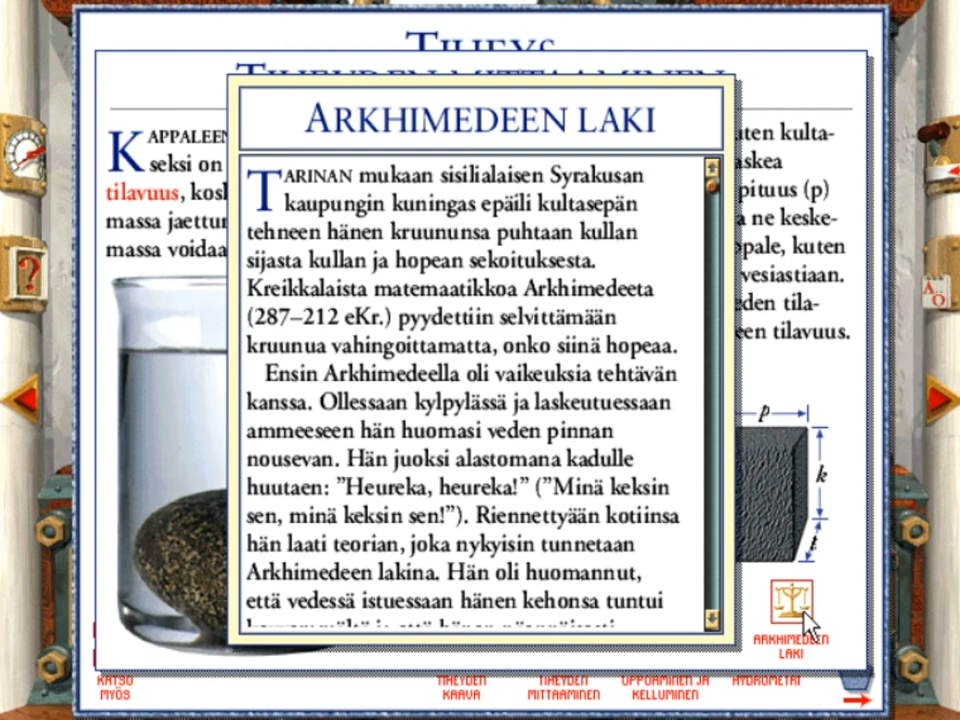 TIHEYS
TIHEYDEN MITTAAMINEN
ARKHIMEDEEN LAKI
TARINAN mukaan sisilialaisen Syrakusan
kaupungin kuningas epäili kultasepän
tehneen hänen kruununsa puhtaan kullan
sijasta kullan ja hopean sekoituksesta.
Kreikkalaista matemaatikkoa Arkhimedeeta
(287–212 eKr.) pyydettiin selvittämään
kruunua vahingoittamatta, onko siinä hopeaa.
Ensin Arkhimedeella oli vaikeuksia tehtävän
kanssa. Ollessaan kylpylässä ja laskeutuessaan
ammeeseen hän huomasi veden pinnan
nousevan. Hän juoksi alastomana kadulle
huutaen: ”Heureka, heureka!” (”Minä keksin
sen, minä keksin sen!”). Riennettyään kotiinsa
hän laati teorian, joka nykyisin tunnetaan
Arkhimedeen lakina. Hän oli huomannut,
että vedessä istuessaan hänen kehonsa tuntui
KAPPALEEN
seksi on
tilavuus, kosk
massa jaettun
massa voidaa
uten kulta-
askea
pituus (p)
a ne keske-
ppale, kuten
vesiastiaan.
eden tila-
een tilavuus.
p
k
t
ARKHIMEDEEN
LAKI
KATSO
MYÖS
TIHEYDEN
KAAVA
TIHEYDEN
MITTAAMINEN
UPPOAMINEN JA
KELLUMINEN
HYDROMETRI
?
A..
Ö